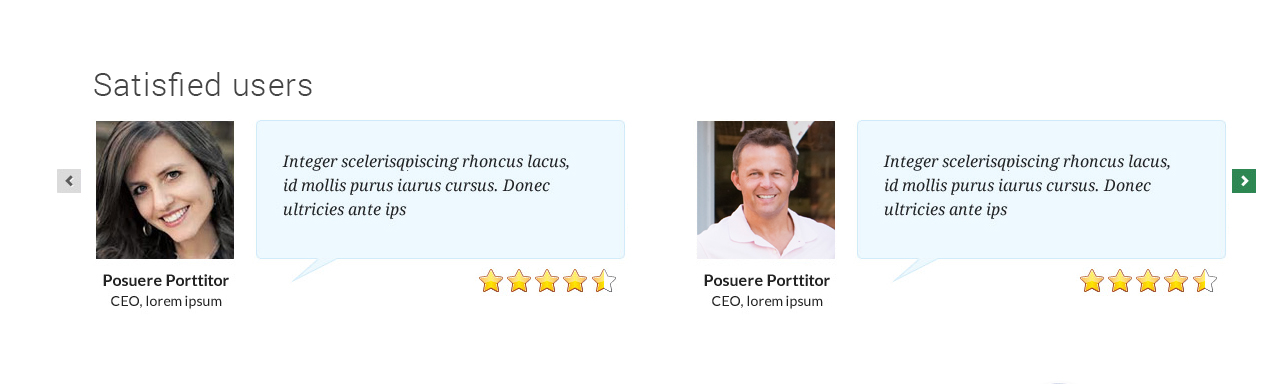 Satisfied users
Integer scelerisqpiscing rhoncus lacus,
id mollis purus iaurus cursus. Donec
ultricies ante ips
Posuere Porttitor
CEO, lorem ipsum
Integer scelerisqpiscing rhoncus lacus,
id mollis purus iaurus cursus. Donec
ultricies ante ips
Posuere Porttitor
CEO, lorem ipsum